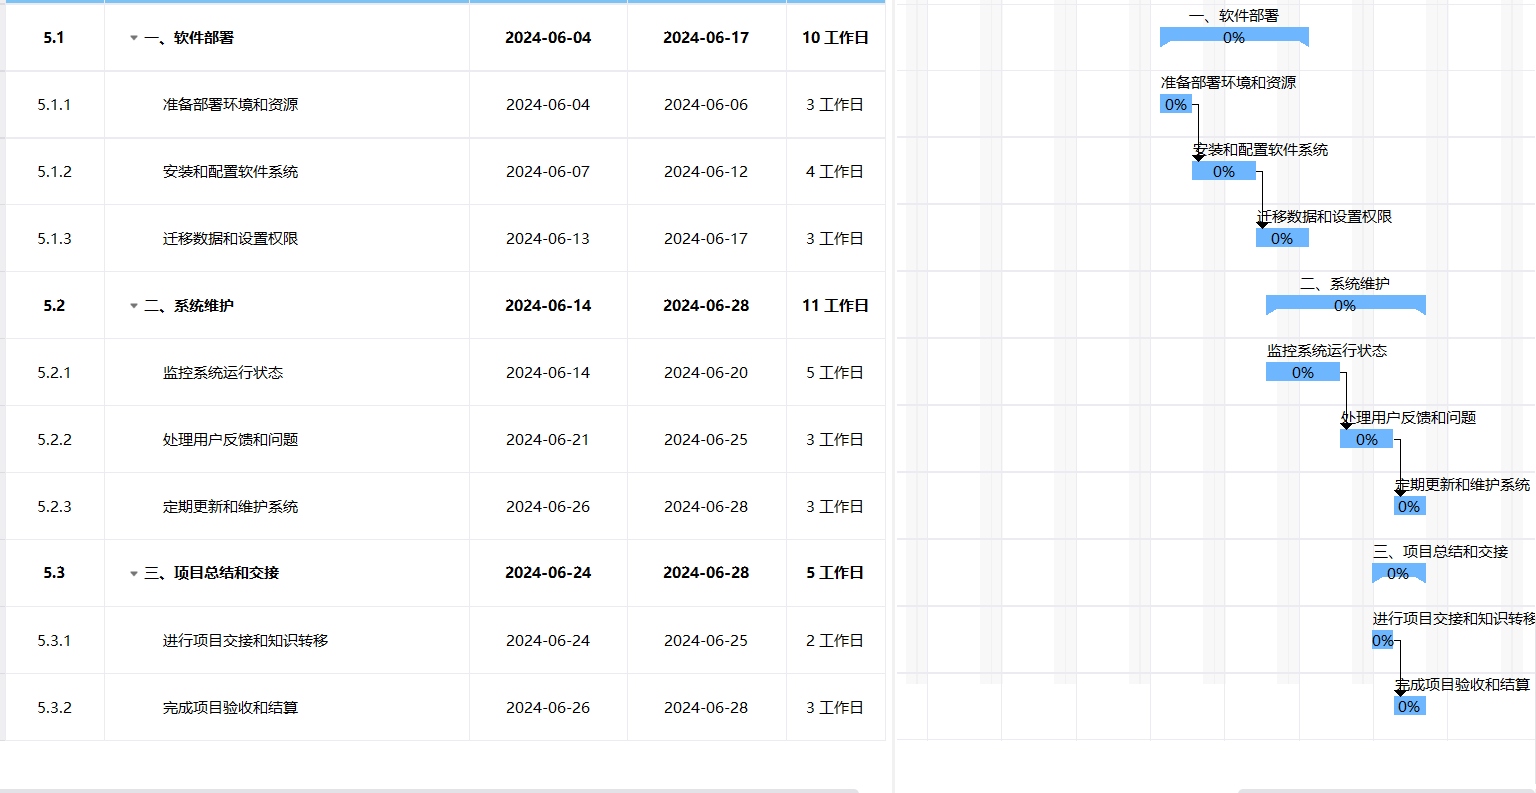 5.1 一、软件部署 2024-06-04 2024-06-17 10 工作日
5.1.1 准备部署环境和资源 2024-06-04 2024-06-06 3 工作日
5.1.2 安装和配置软件系统 2024-06-07 2024-06-12 4 工作日
5.1.3 迁移数据和设置权限 2024-06-13 2024-06-17 3 工作日
5.2 二、系统维护 2024-06-14 2024-06-28 11 工作日
5.2.1 监控系统运行状态 2024-06-14 2024-06-20 5 工作日
5.2.2 处理用户反馈和问题 2024-06-21 2024-06-25 3 工作日
5.2.3 定期更新和维护系统 2024-06-26 2024-06-28 3 工作日
5.3 三、项目总结和交接 2024-06-24 2024-06-28 5 工作日
5.3.1 进行项目交接和知识转移 2024-06-24 2024-06-25 2 工作日
5.3.2 完成项目验收和结算 2024-06-26 2024-06-28 3 工作日
一、软件部署
0%
准备部署环境和资源
0%
安装和配置软件系统
0%
迁移数据和设置权限
0%
二、系统维护
0%
监控系统运行状态
0%
处理用户反馈和问题
0%
定期更新和维护系统
0%
三、项目总结和交接
0%
进行项目交接和知识转移
0%
完成项目验收和结算
0%